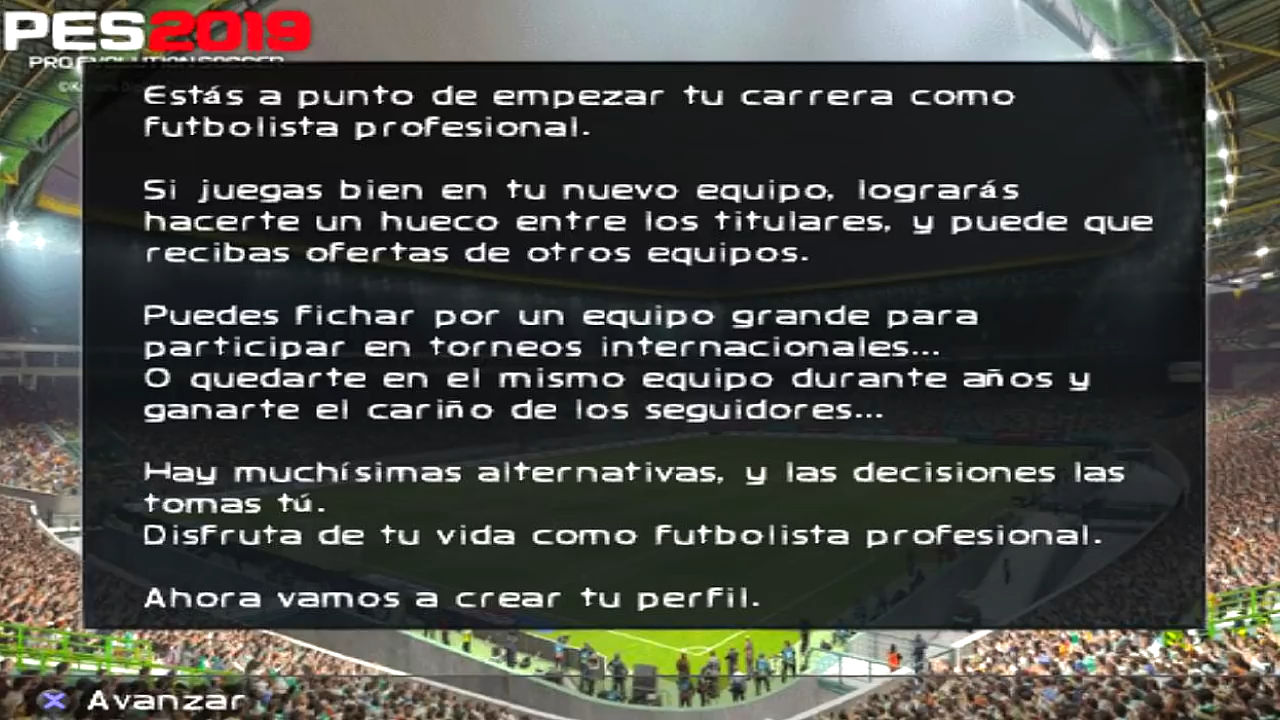 PES2019
PRO EVOLUTION SOCCER
Estás a punto de empezar tu carrera como
futbolista profesional.
Si juegas bien en tu nuevo equipo, lograrás
hacerte un hueco entre los titulares, y puede que
recibas ofertas de otros equipos.
Puedes fichar por un equipo grande para
participar en torneos internacionales...
O quedarte en el mismo equipo durante años y
ganarte el cariño de los seguidores...
Hay muchísimas alternativas, y las decisiones las
tomas tú.
Disfruta de tu vida como futbolista profesional.
Ahora vamos a crear tu perfil.
Avanzar